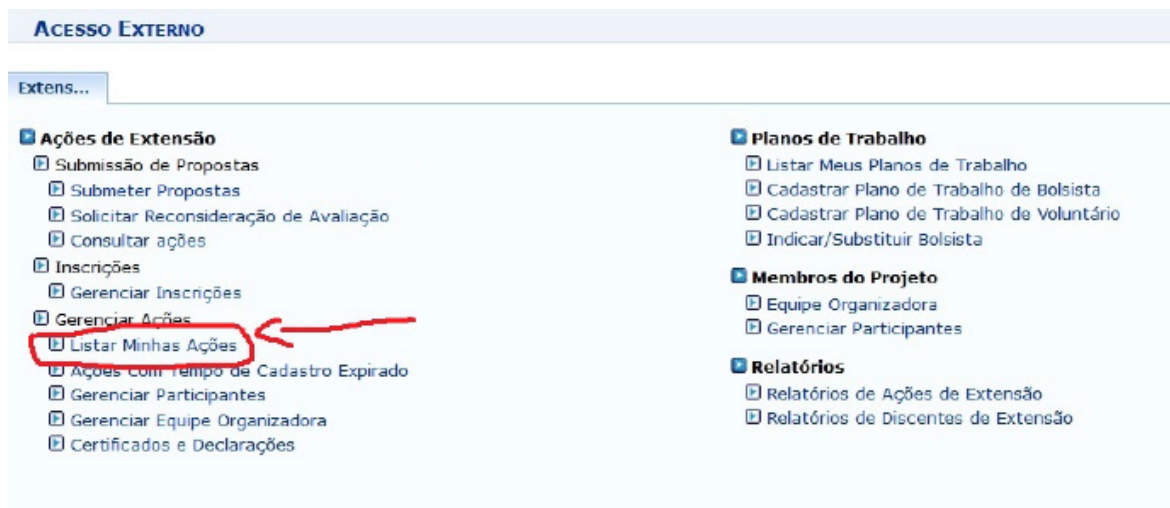 Acesso Externo
Extens...
Ações de Extensão
Submissão de Propostas
Submeter Propostas
Solicitar Reconsideração de Avaliação
Consultar ações
Inscrições
Gerenciar Inscrições
Gerenciar Ações
Listar Minhas Ações
Ações com Tempo de Cadastro Expirado
Gerenciar Participantes
Gerenciar Equipe Organizadora
Certificados e Declarações
Planos de Trabalho
Listar Meus Planos de Trabalho
Cadastrar Plano de Trabalho de Bolsista
Cadastrar Plano de Trabalho de Voluntário
Indicar/Substituir Bolsista
Membros do Projeto
Equipe Organizadora
Gerenciar Participantes
Relatórios
Relatórios de Ações de Extensão
Relatórios de Discentes de Extensão